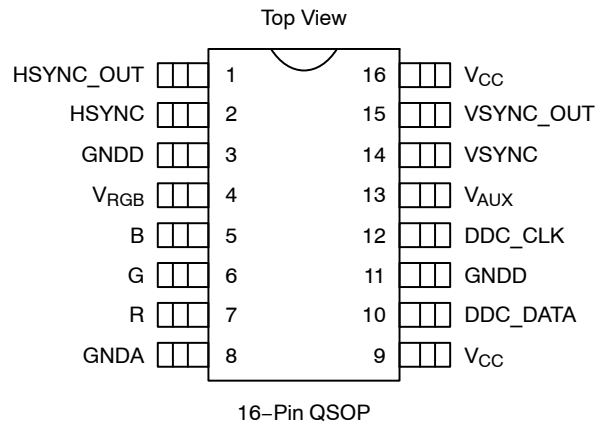 Top View
HSYNC_OUT 1 16 VCC
HSYNC 2 15 VSYNC_OUT
GNDD 3 14 VSYNC
VRGB 4 13 VAUX
B 5 12 DDC_CLK
G 6 11 GNDD
R 7 10 DDC_DATA
GNDA 8 9 VCC
16−Pin QSOP